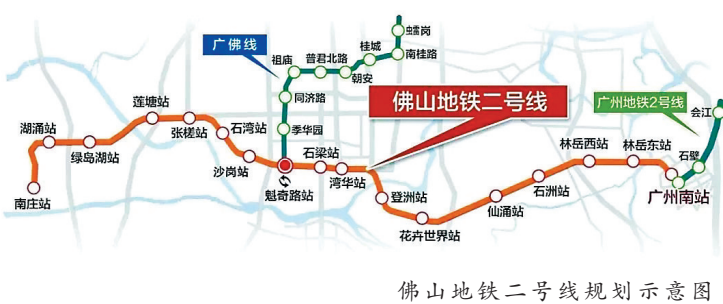 蠕岗
广佛线
桂城
普君北路
祖庙
南桂路
朝安
佛山地铁二号线
莲塘站
同济路
广州地铁2号线
会江
湖涌站
张槎站
石湾站
季华园
绿岛湖站
沙岗站
石梁站
林岳西站
林岳东站
石壁
魁奇路站
湾华站
石洲站
广州南站
南庄站
登洲站
仙涌站
花卉世界站
佛山地铁二号线规划示意图